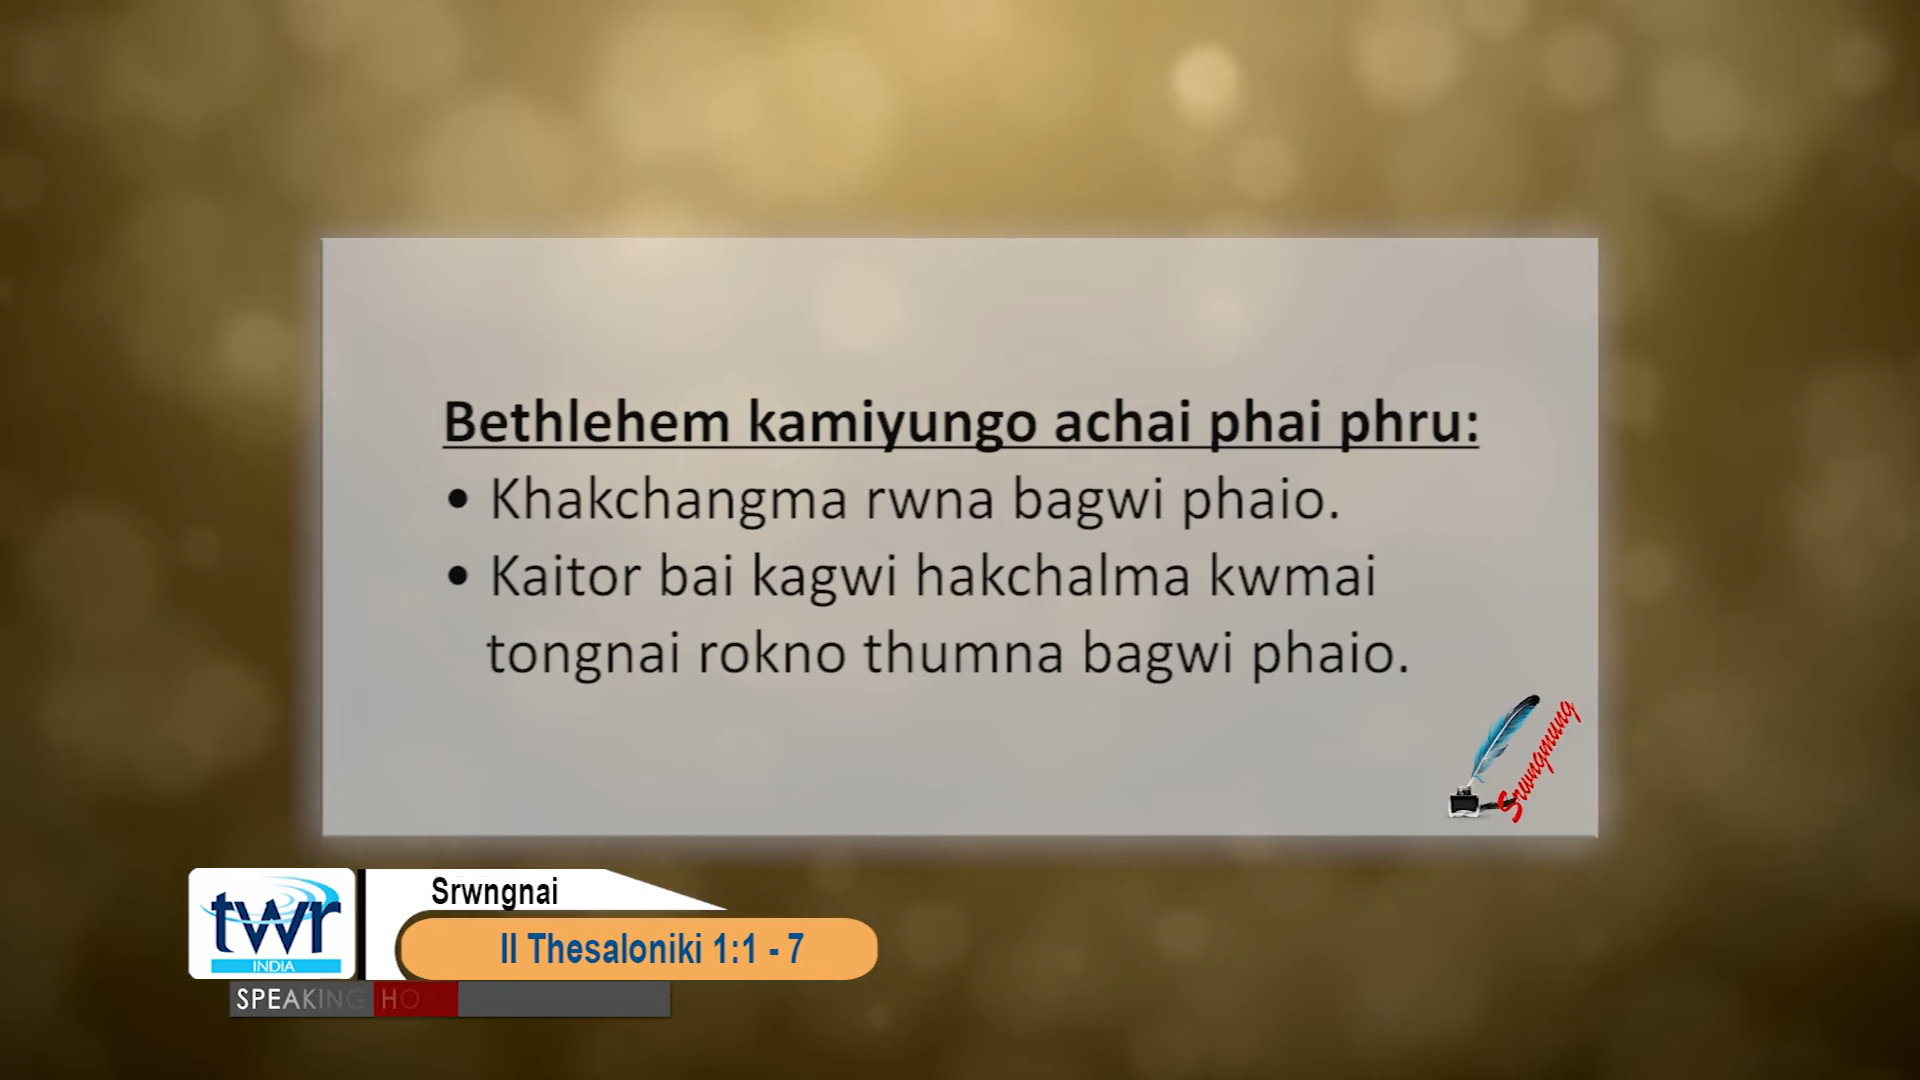 Bethlehem kamiyungo achai phai phru:
• Khakchangma rwna bagwi phaio.
• Kaitor bai kagwi hakchalma kwmai
tongnai rokno thumna bagwi phaio.
Srwngmung
twr
INDIA
Srwngnai
II Thesaloniki 1:1 - 7
SPEAKING HO